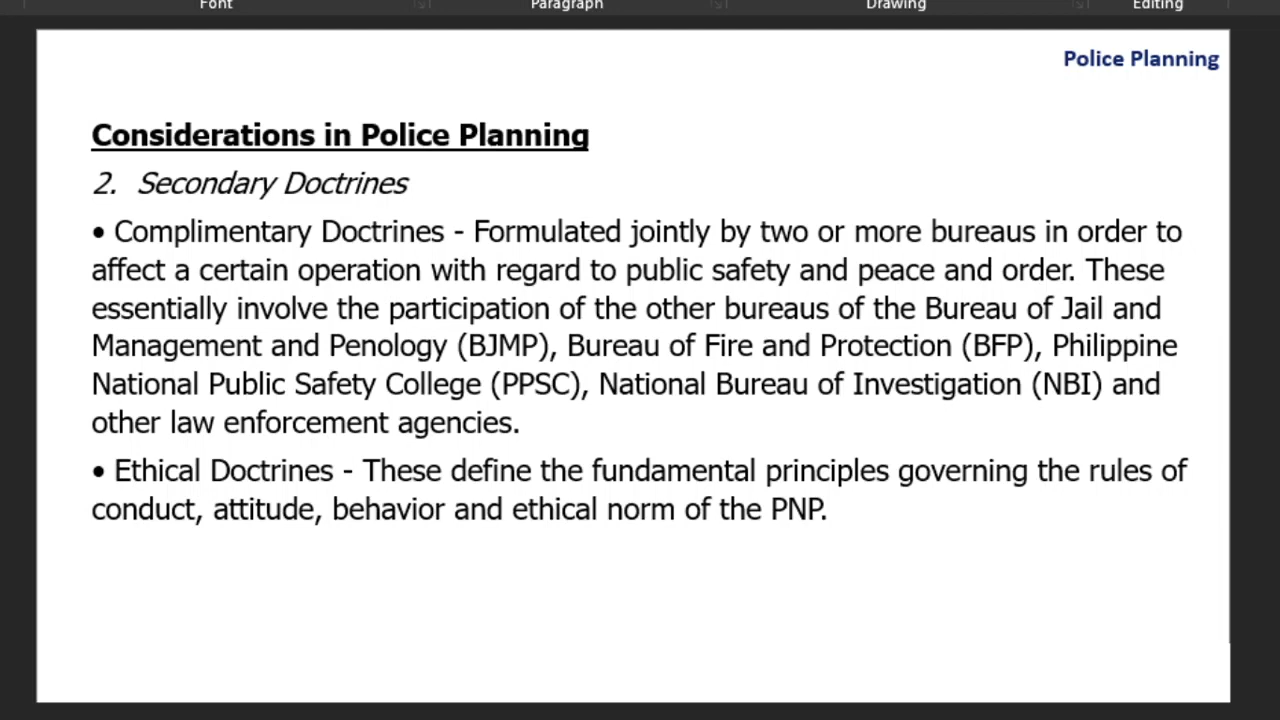 Font Paragraph Drawing Editing
Police Planning
Considerations in Police Planning
2. Secondary Doctrines
• Complimentary Doctrines - Formulated jointly by two or more bureaus in order to
affect a certain operation with regard to public safety and peace and order. These
essentially involve the participation of the other bureaus of the Bureau of Jail and
Management and Penology (BJMP), Bureau of Fire and Protection (BFP), Philippine
National Public Safety College (PPSC), National Bureau of Investigation (NBI) and
other law enforcement agencies.
• Ethical Doctrines - These define the fundamental principles governing the rules of
conduct, attitude, behavior and ethical norm of the PNP.